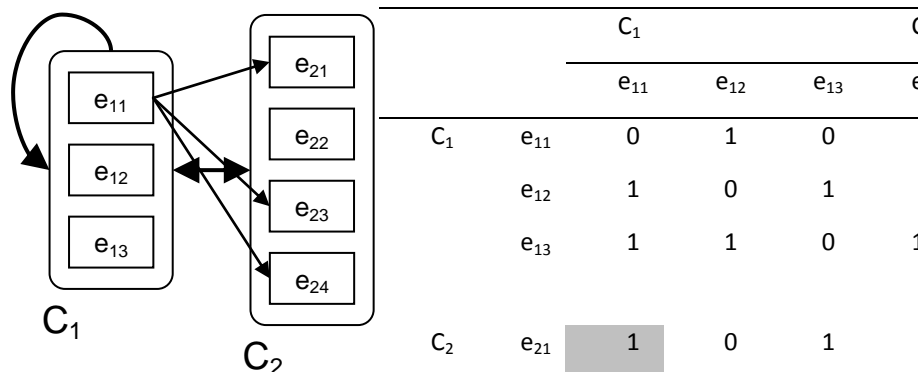 e₁₁
e₁₂
e₁₃
C₁
e₂₁
e₂₂
e₂₃
e₂₄
C₂
C₁ C
e₁₁ e₁₂ e₁₃ e
C₁ e₁₁ 0 1 0
e₁₂ 1 0 1
e₁₃ 1 1 0 1
C₂ e₂₁ 1 0 1